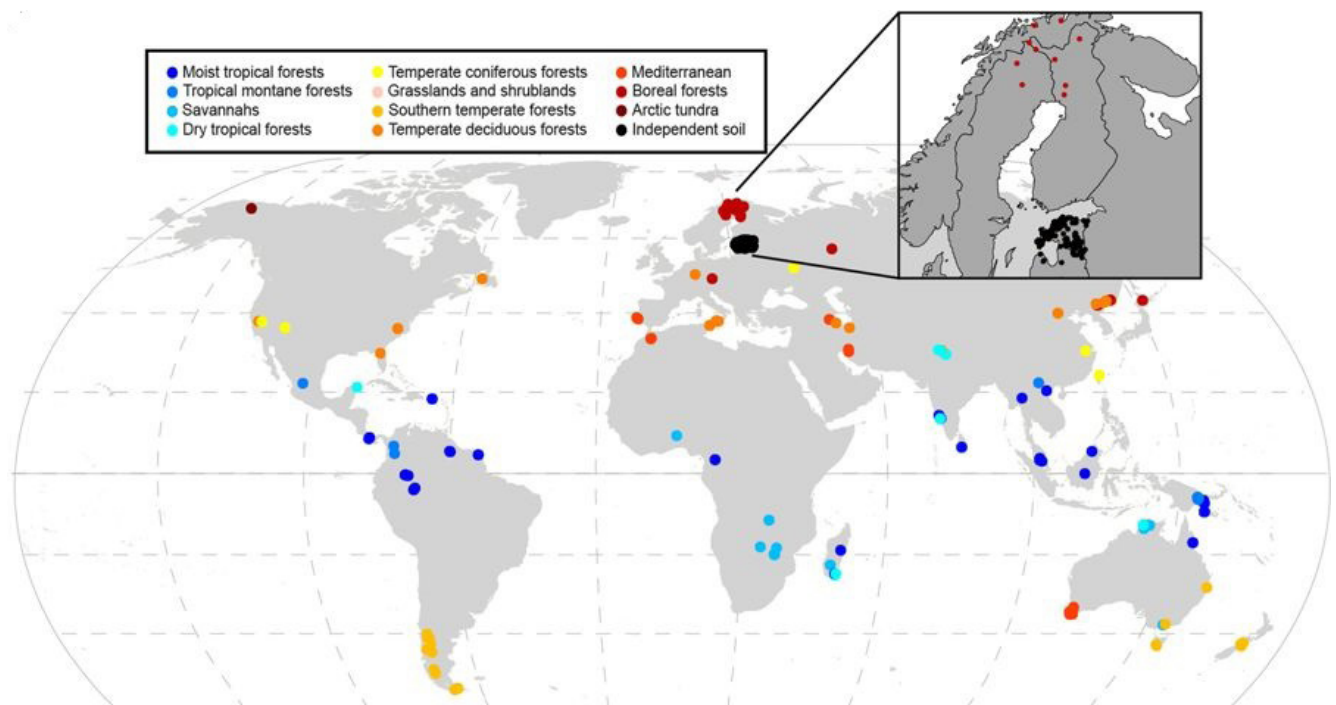 Moist tropical forests
Tropical montane forests
Savannahs
Dry tropical forests
Temperate coniferous forests
Grasslands and shrublands
Southern temperate forests
Temperate deciduous forests
Mediterranean
Boreal forests
Arctic tundra
Independent soil